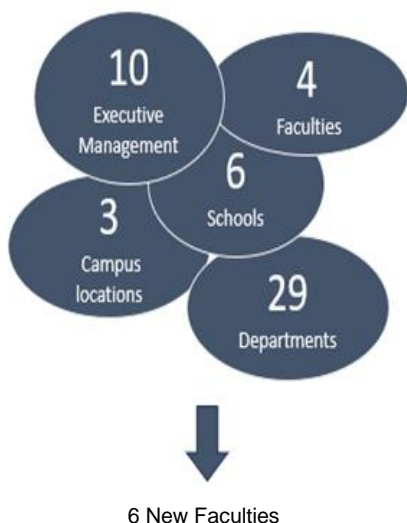 10
Executive
Management
4
Faculties
6
Schools
3
Campus
locations
29
Departments
6 New Faculties